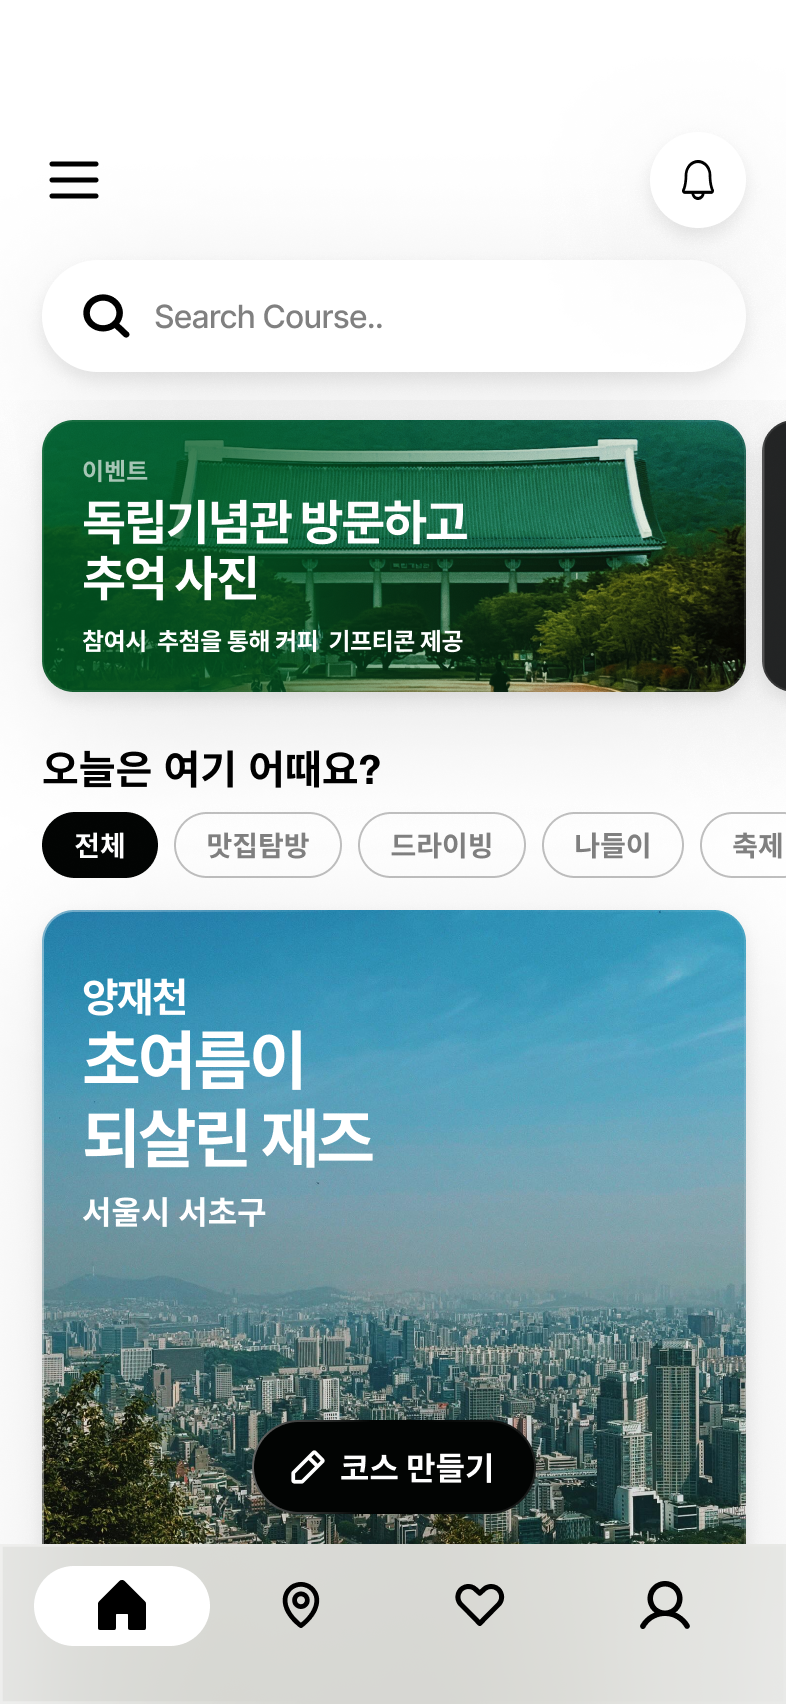 Search Course..
이벤트
독립기념관 방문하고
추억 사진
참여시 추첨을 통해 커피 기프티콘 제공
오늘은 여기 어때요?
전체 맛집탐방 드라이빙 나들이 축제
양재천
초여름이
되살린 재즈
서울시 서초구
코스 만들기